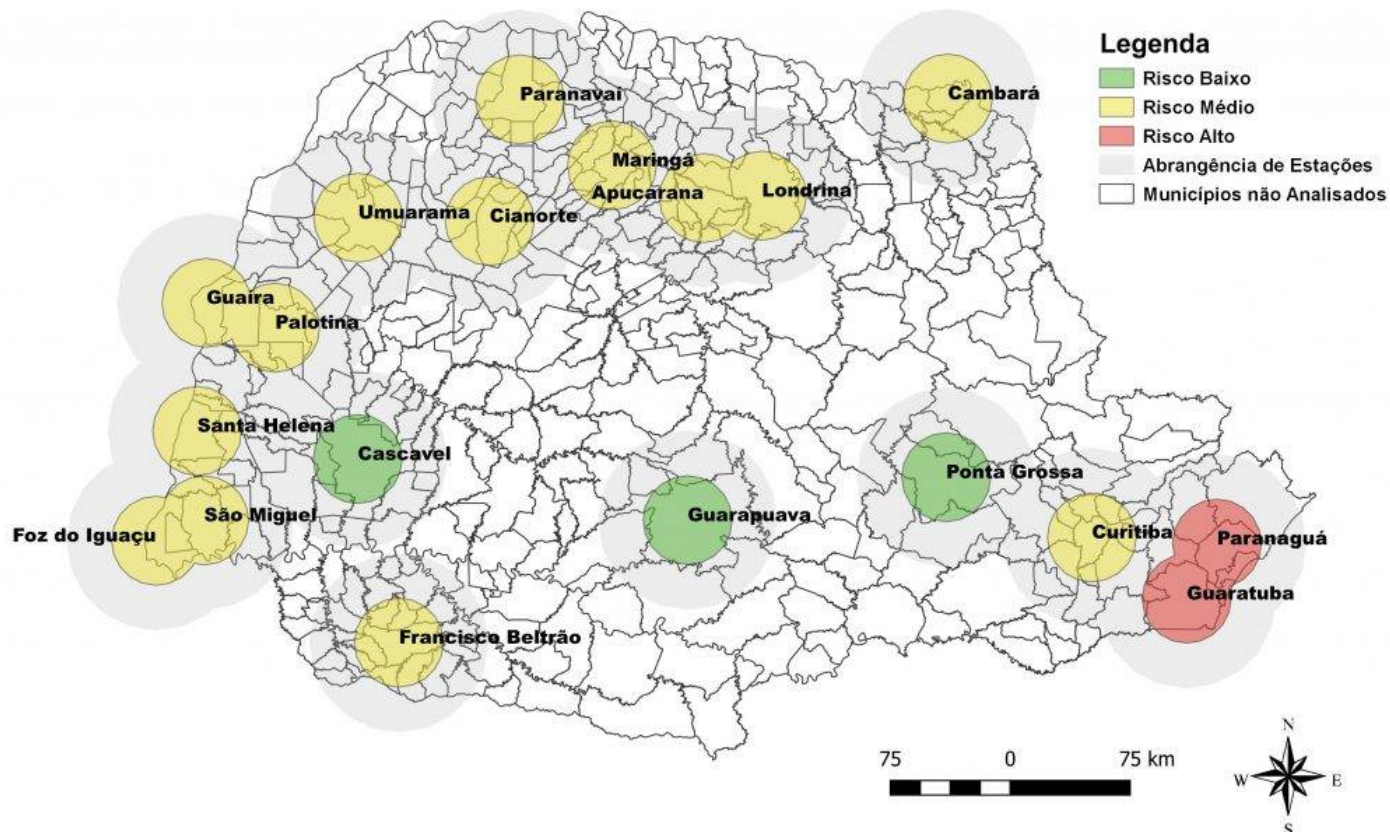 Legenda
Risco Baixo
Risco Médio
Risco Alto
Abrangência de Estações
Municípios não Analisados
Paranavaí
Cambará
Maringá
Apucarana
Londrina
Umuarama
Cianorte
Guaira
Palotina
Santa Helena
Cascavel
Ponta Grossa
São Miguel
Guarapuava
Foz do Iguaçu
Curitiba
Paranaguá
Guaratuba
Francisco Beltrão
75 0 75 km
N
W E
S